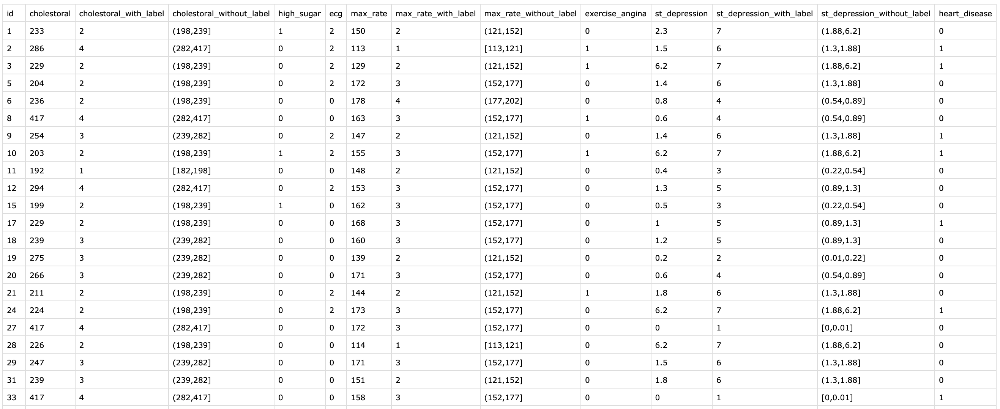 id cholestoral cholestoral_with_label cholestoral_without_label high_sugar ecg max_rate max_rate_with_label max_rate_without_label exercise_angina st_depression st_depression_with_label st_depression_without_label heart_disease
1 233 2 (198,239] 1 2 150 2 (121,152] 0 2.3 7 (1.88,6.2] 0
2 286 4 (282,417] 0 2 113 1 [113,121] 1 1.5 6 (1.3,1.88] 1
3 229 2 (198,239] 0 2 129 2 (121,152] 1 6.2 7 (1.88,6.2] 1
5 204 2 (198,239] 0 2 172 3 (152,177] 0 1.4 6 (1.3,1.88] 0
6 236 2 (198,239] 0 0 178 4 (177,202] 0 0.8 4 (0.54,0.89] 0
8 417 4 (282,417] 0 0 163 3 (152,177] 1 0.6 4 (0.54,0.89] 0
9 254 3 (239,282] 0 2 147 2 (121,152] 0 1.4 6 (1.3,1.88] 1
10 203 2 (198,239] 1 2 155 3 (152,177] 1 6.2 7 (1.88,6.2] 1
11 192 1 [182,198] 0 0 148 2 (121,152] 0 0.4 3 (0.22,0.54] 0
12 294 4 (282,417] 0 2 153 3 (152,177] 0 1.3 5 (0.89,1.3] 0
15 199 2 (198,239] 1 0 162 3 (152,177] 0 0.5 3 (0.22,0.54] 0
17 229 2 (198,239] 0 0 168 3 (152,177] 0 1 5 (0.89,1.3] 1
18 239 3 (239,282] 0 0 160 3 (152,177] 0 1.2 5 (0.89,1.3] 0
19 275 3 (239,282] 0 0 139 2 (121,152] 0 0.2 2 (0.01,0.22] 0
20 266 3 (239,282] 0 0 171 3 (152,177] 0 0.6 4 (0.54,0.89] 0
21 211 2 (198,239] 0 2 144 2 (121,152] 1 1.8 6 (1.3,1.88] 0
24 224 2 (198,239] 0 2 173 3 (152,177] 0 6.2 7 (1.88,6.2] 1
27 417 4 (282,417] 0 0 172 3 (152,177] 0 0 1 [0,0.01] 0
28 226 2 (198,239] 0 0 114 1 [113,121] 0 6.2 7 (1.88,6.2] 0
29 247 3 (239,282] 0 0 171 3 (152,177] 0 1.5 6 (1.3,1.88] 0
31 239 3 (239,282] 0 0 151 2 (121,152] 0 1.8 6 (1.3,1.88] 0
33 417 4 (282,417] 0 0 158 3 (152,177] 0 0 1 [0,0.01] 1